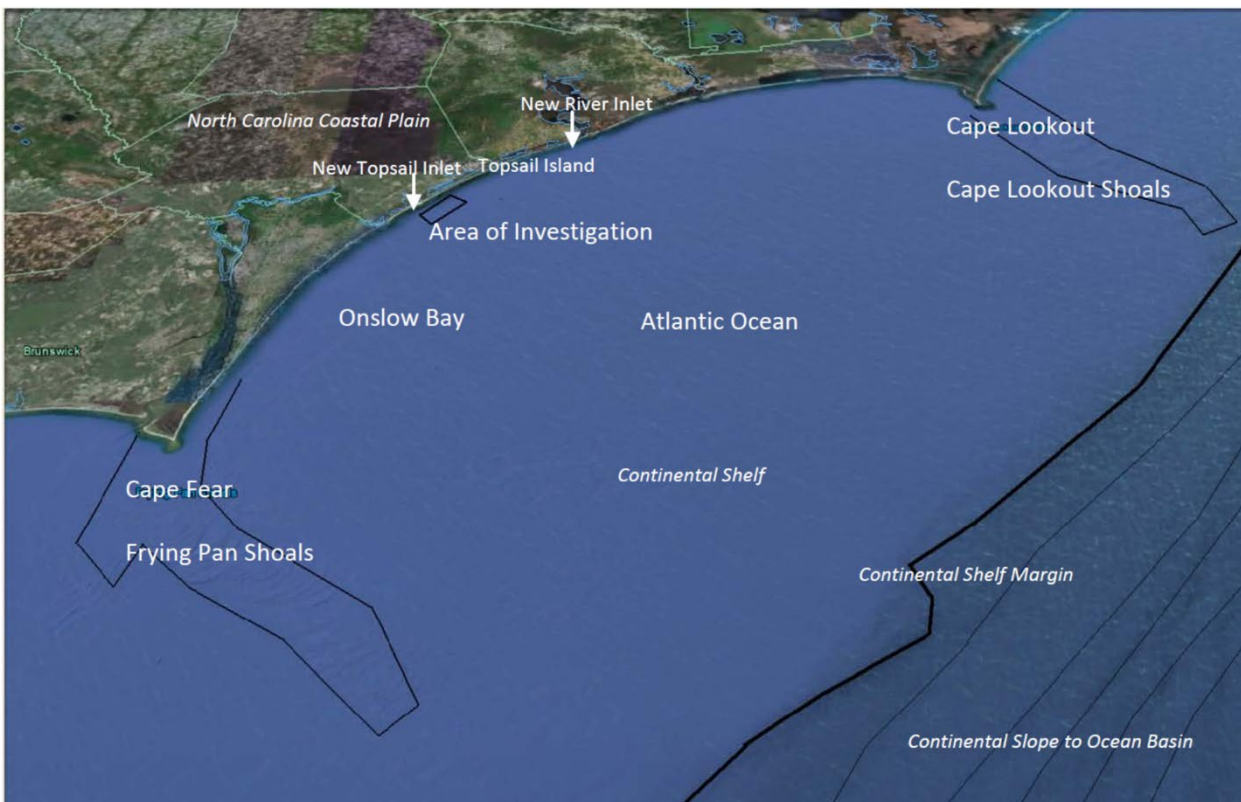 New River Inlet
North Carolina Coastal Plain
Cape Lookout
New Topsail Inlet
Topsail Island
Cape Lookout Shoals
Area of Investigation
Onslow Bay
Atlantic Ocean
Brunswick
Continental Shelf
Cape Fear
Frying Pan Shoals
Continental Shelf Margin
Continental Slope to Ocean Basin